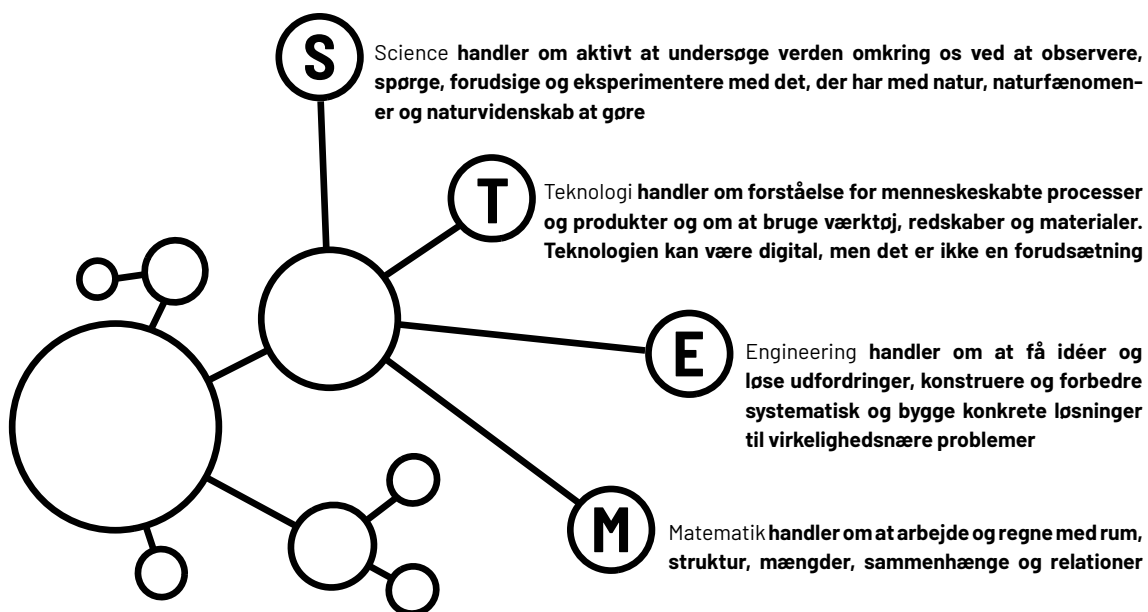 S
Science handler om aktivt at undersøge verden omkring os ved at observere,
spørge, forudsige og eksperimentere med det, der har med natur, naturfænomen-
er og naturvidenskab at gøre
T
Teknologi handler om forståelse for menneskeskabte processer
og produkter og om at bruge værktøj, redskaber og materialer.
Teknologien kan være digital, men det er ikke en forudsætning
E
Engineering handler om at få idéer og
løse udfordringer, konstruere og forbedre
systematisk og bygge konkrete løsninger
til virkelighedsnære problemer
M
Matematik handler om at arbejde og regne med rum,
struktur, mængder, sammenhænge og relationer